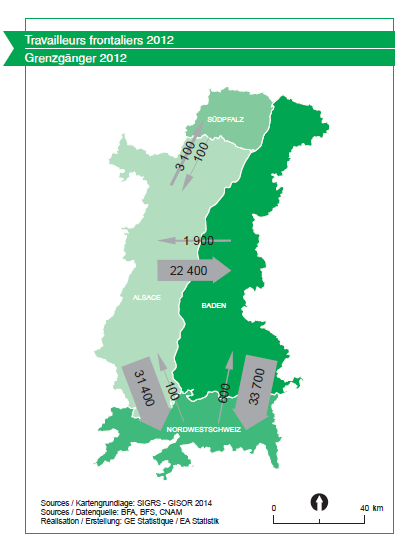 Travailleurs frontaliers 2012
Grenzgänger 2012
SÜDPFALZ
3 100
100
1 900
22 400
ALSACE
BADEN
31 400
100
600
33 700
NORDWESTSCHWEIZ
Sources / Kartengrundlage: SIGRS - GISOR 2014
Sources / Datenquelle: BFA, BFS, CNAM
Réalisation / Erstellung: GE Statistique / EA Statistik
0 40 km